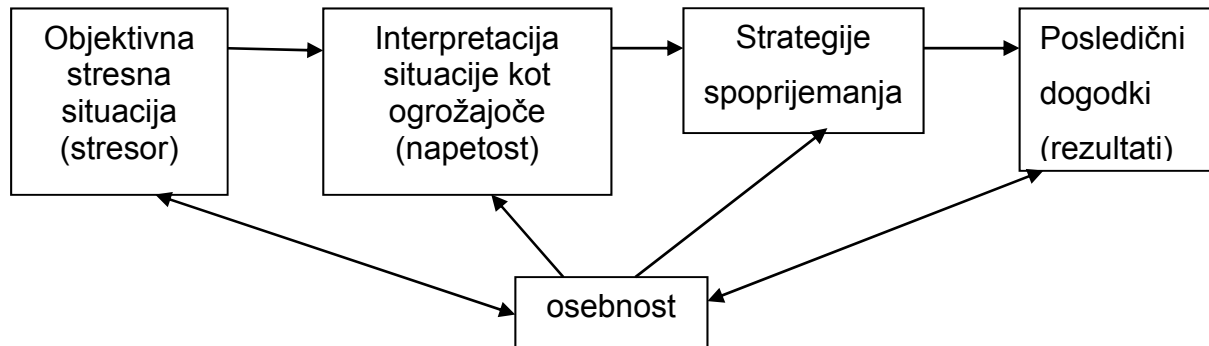 Objektivna
stresna
situacija
(stresor)
Interpretacija
situacije kot
ogrožajoče
(napetost)
Strategije
spoprijemanja
Posledični
dogodki
(rezultati)
osebnost